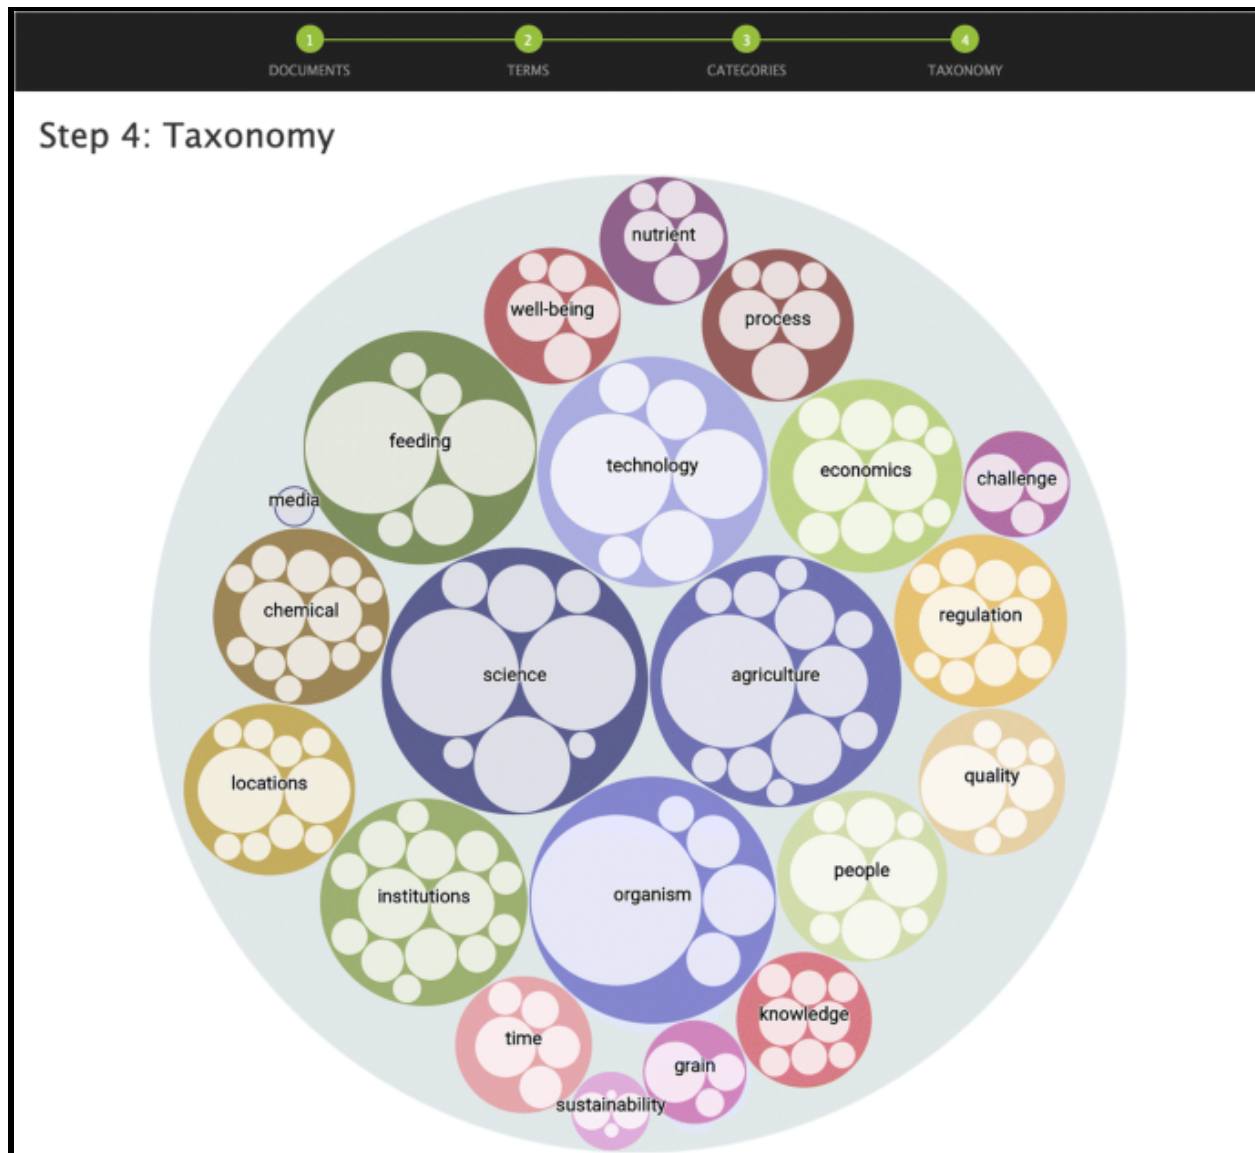 1
2
3
4
DOCUMENTS
TERMS
CATEGORIES
TAXONOMY
Step 4: Taxonomy
nutrient
well-being
process
feeding
technology
economics
challenge
media
chemical
regulation
science
agriculture
locations
quality
institutions
organism
people
time
knowledge
grain
sustainability